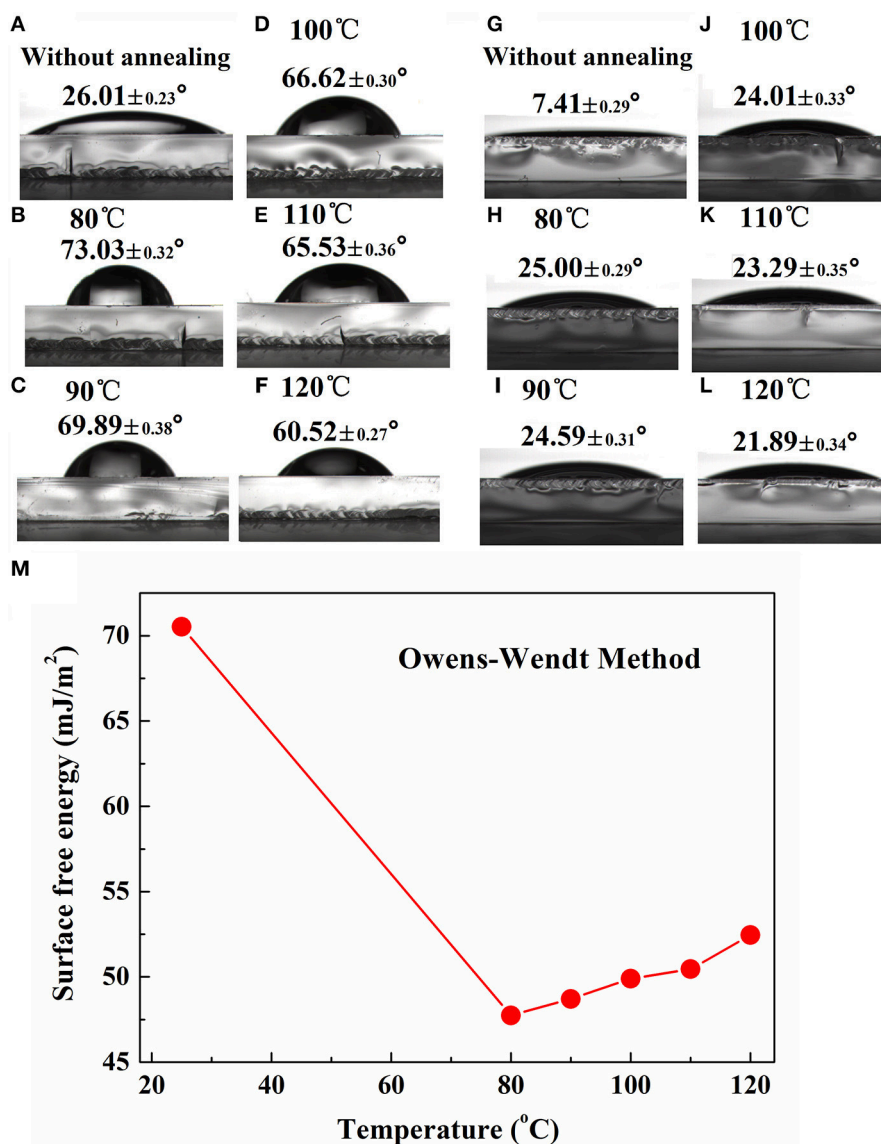 A
Without annealing
26.01±0.23°
D
100℃
66.62±0.30°
G
Without annealing
7.41±0.29°
J
100℃
24.01±0.33°
B
80℃
73.03±0.32°
E
110℃
65.53±0.36°
H
80℃
25.00±0.29°
K
110℃
23.29±0.35°
C
90℃
69.89±0.38°
F
120℃
60.52±0.27°
I
90℃
24.59±0.31°
L
120℃
21.89±0.34°
M
Owens-Wendt Method
Surface free energy (mJ/m²)
70
65
60
55
50
45
20 40 60 80 100 120
Temperature (°C)